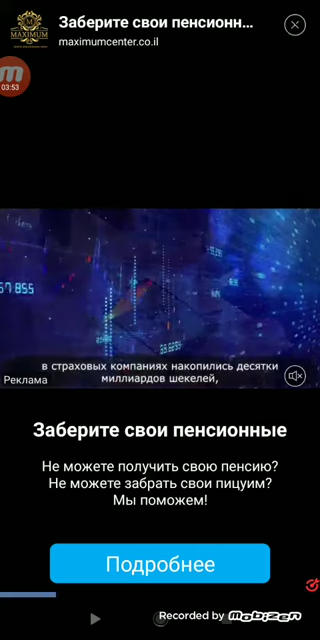 Заберите свои пенсионн...
MAXIMUM
maximumcenter.co.il
03:53
57.855
в страховых компаниях накопились десятки
миллиардов шекелей,
Реклама
Заберите свои пенсионные
Не можете получить свою пенсию?
Не можете забрать свои пицуим?
Мы поможем!
Подробнее
Recorded by MOBIZEN